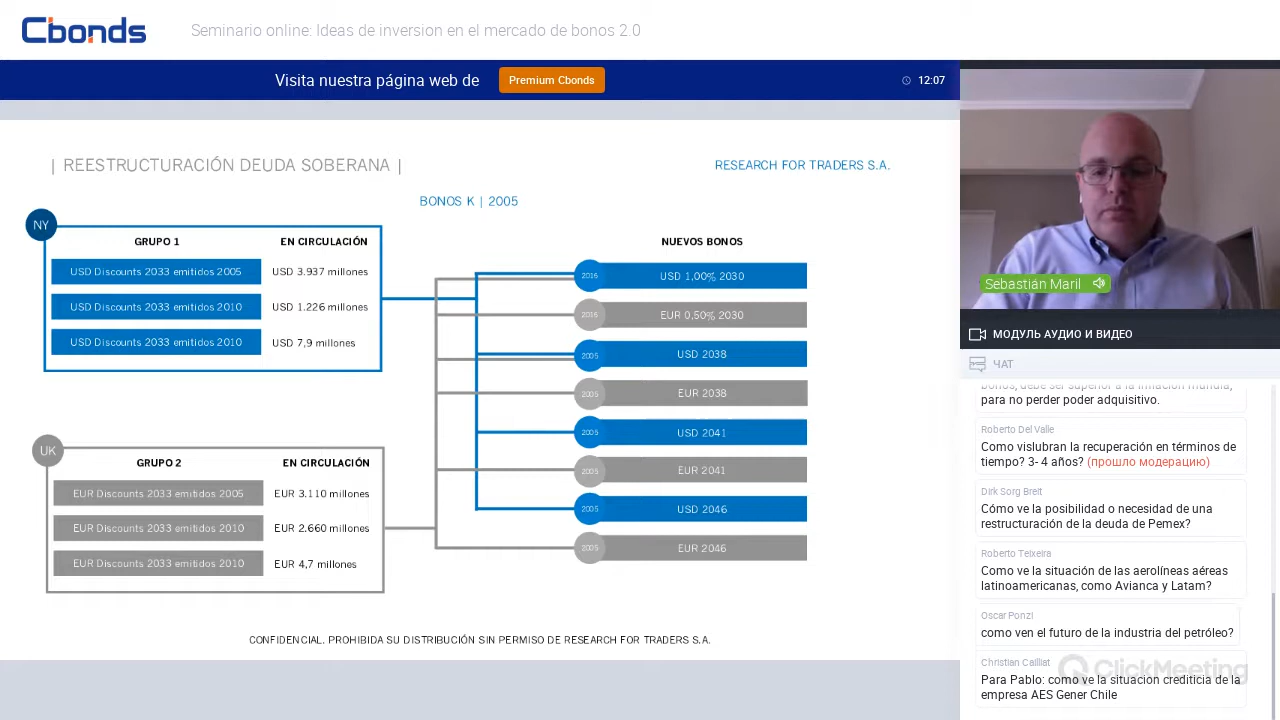 Cbonds
Seminario online: Ideas de inversion en el mercado de bonos 2.0
Visita nuestra página web de
Premium Cbonds
12:07
| REESTRUCTURACIÓN DEUDA SOBERANA |
RESEARCH FOR TRADERS S.A.
BONOS K | 2005
NY
GRUPO 1 EN CIRCULACIÓN
USD Discounts 2033 emitidos 2005 USD 3.937 millones
USD Discounts 2033 emitidos 2010 USD 1.226 millones
USD Discounts 2033 emitidos 2010 USD 7,9 millones
UK
GRUPO 2 EN CIRCULACIÓN
EUR Discounts 2033 emitidos 2005 EUR 3.110 millones
EUR Discounts 2033 emitidos 2010 EUR 2.660 millones
EUR Discounts 2033 emitidos 2010 EUR 4,7 millones
NUEVOS BONOS
2016 USD 1,00% 2030
2016 EUR 0,50% 2030
2005 USD 2038
2005 EUR 2038
2005 USD 2041
2005 EUR 2041
2005 USD 2046
2005 EUR 2046
CONFIDENCIAL. PROHIBIDA SU DISTRIBUCIÓN SIN PERMISO DE RESEARCH FOR TRADERS S.A.
Sebastián Maril
МОДУЛЬ АУДИО И ВИДЕО
ЧАТ
bonos, debe ser superior a la inflación mundia,
para no perder poder adquisitivo.
Roberto Del Valle
Como vislubran la recuperación en términos de
tiempo? 3- 4 años? (прошло модерацию)
Dirk Sorg Breit
Cómo ve la posibilidad o necesidad de una
restructuración de la deuda de Pemex?
Roberto Teixeira
Como ve la situación de las aerolíneas aéreas
latinoamericanas, como Avianca y Latam?
Oscar Ponzi
como ven el futuro de la industria del petróleo?
Christian Cailliat
Para Pablo: como ve la situacion crediticia de la
empresa AES Gener Chile
ClickMeeting